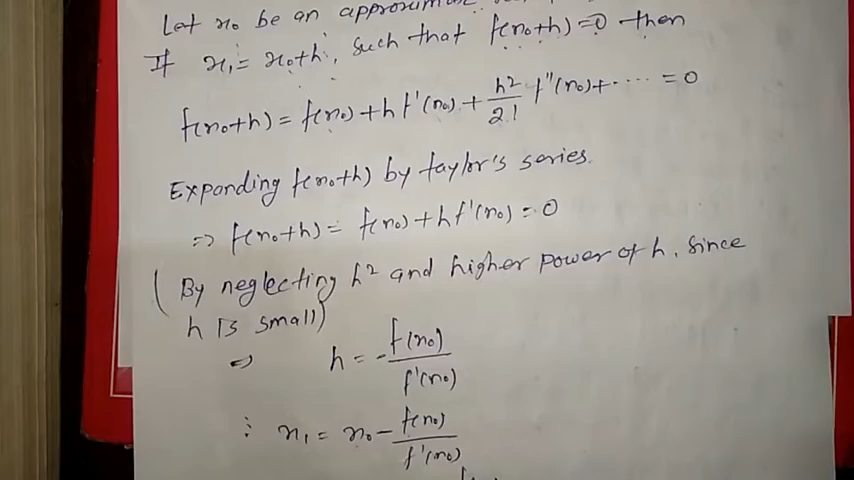 Let x₀ be an approxima
If x₁ = x₀+h, such that f(x₀+h)=0 then
f(x₀+h) = f(x₀) + h f'(x₀) + h²/2! f''(x₀) + ····· = 0
Expanding f(x₀+h) by taylor's series.
=> f(x₀+h) = f(x₀) + h f'(x₀) = 0
(By neglecting h² and higher power of h, since
h is small)
=> h = - f(x₀)/f'(x₀)
∴ x₁ = x₀ - f(x₀)/f'(x₀)